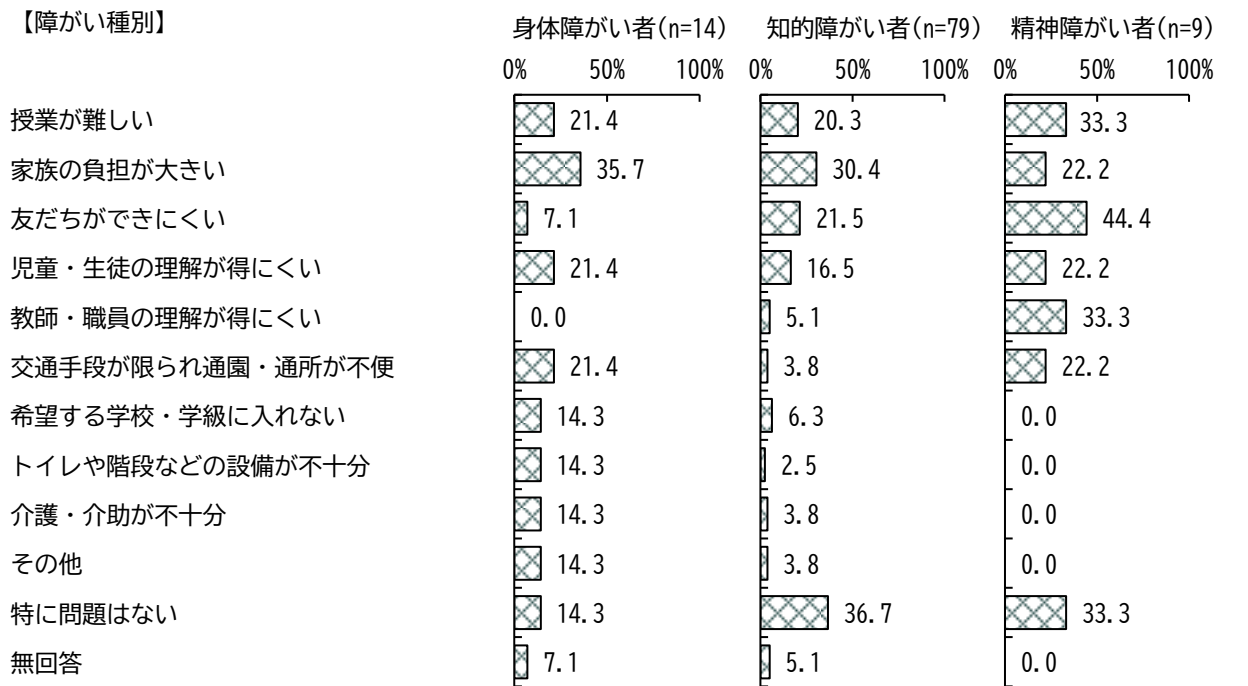 【障がい種別】
身体障がい者(n=14) 知的障がい者(n=79) 精神障がい者(n=9)
0% 50% 100% 0% 50% 100% 0% 50% 100%
授業が難しい 21.4 20.3 33.3
家族の負担が大きい 35.7 30.4 22.2
友だちができにくい 7.1 21.5 44.4
児童・生徒の理解が得にくい 21.4 16.5 22.2
教師・職員の理解が得にくい 0.0 5.1 33.3
交通手段が限られ通園・通所が不便 21.4 3.8 22.2
希望する学校・学級に入れない 14.3 6.3 0.0
トイレや階段などの設備が不十分 14.3 2.5 0.0
介護・介助が不十分 14.3 3.8 0.0
その他 14.3 3.8 0.0
特に問題はない 14.3 36.7 33.3
無回答 7.1 5.1 0.0